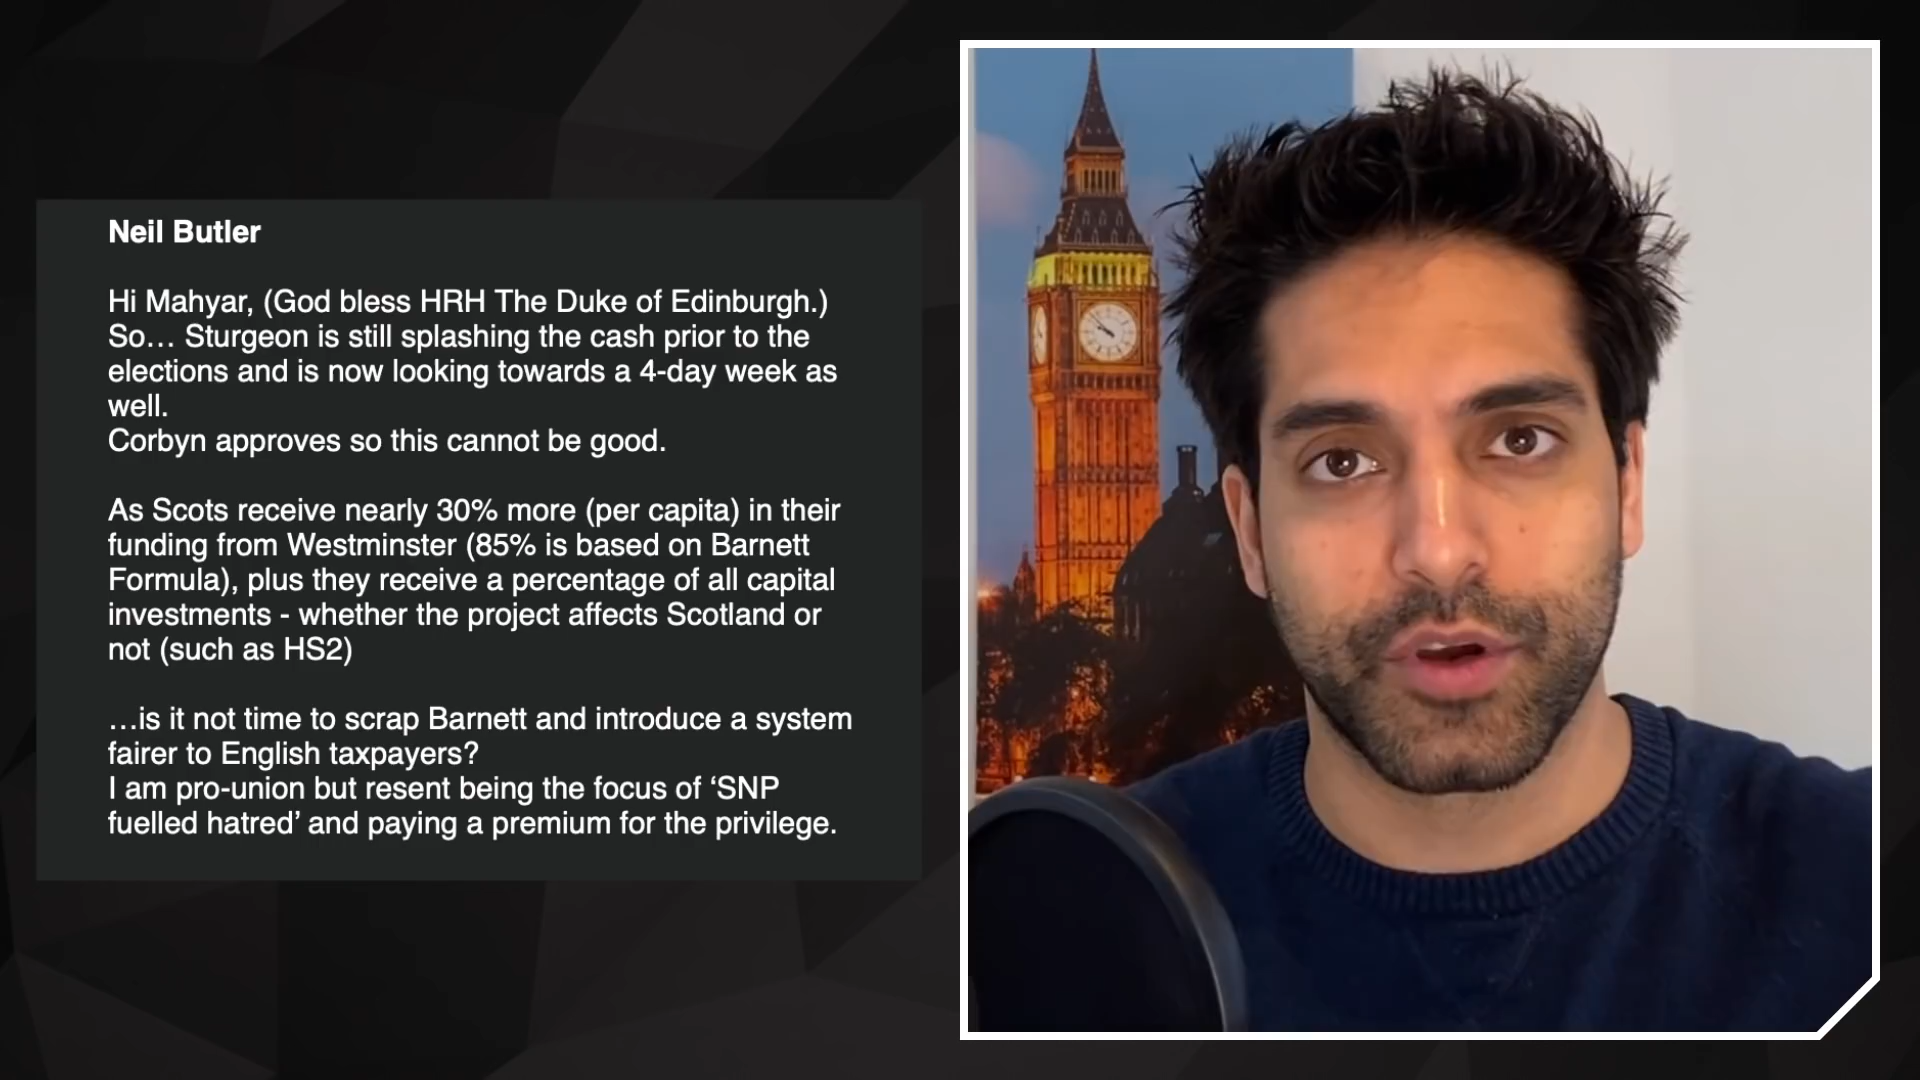 Neil Butler
Hi Mahyar, (God bless HRH The Duke of Edinburgh.)
So… Sturgeon is still splashing the cash prior to the
elections and is now looking towards a 4-day week as
well.
Corbyn approves so this cannot be good.
As Scots receive nearly 30% more (per capita) in their
funding from Westminster (85% is based on Barnett
Formula), plus they receive a percentage of all capital
investments - whether the project affects Scotland or
not (such as HS2)
…is it not time to scrap Barnett and introduce a system
fairer to English taxpayers?
I am pro-union but resent being the focus of ‘SNP
fuelled hatred’ and paying a premium for the privilege.